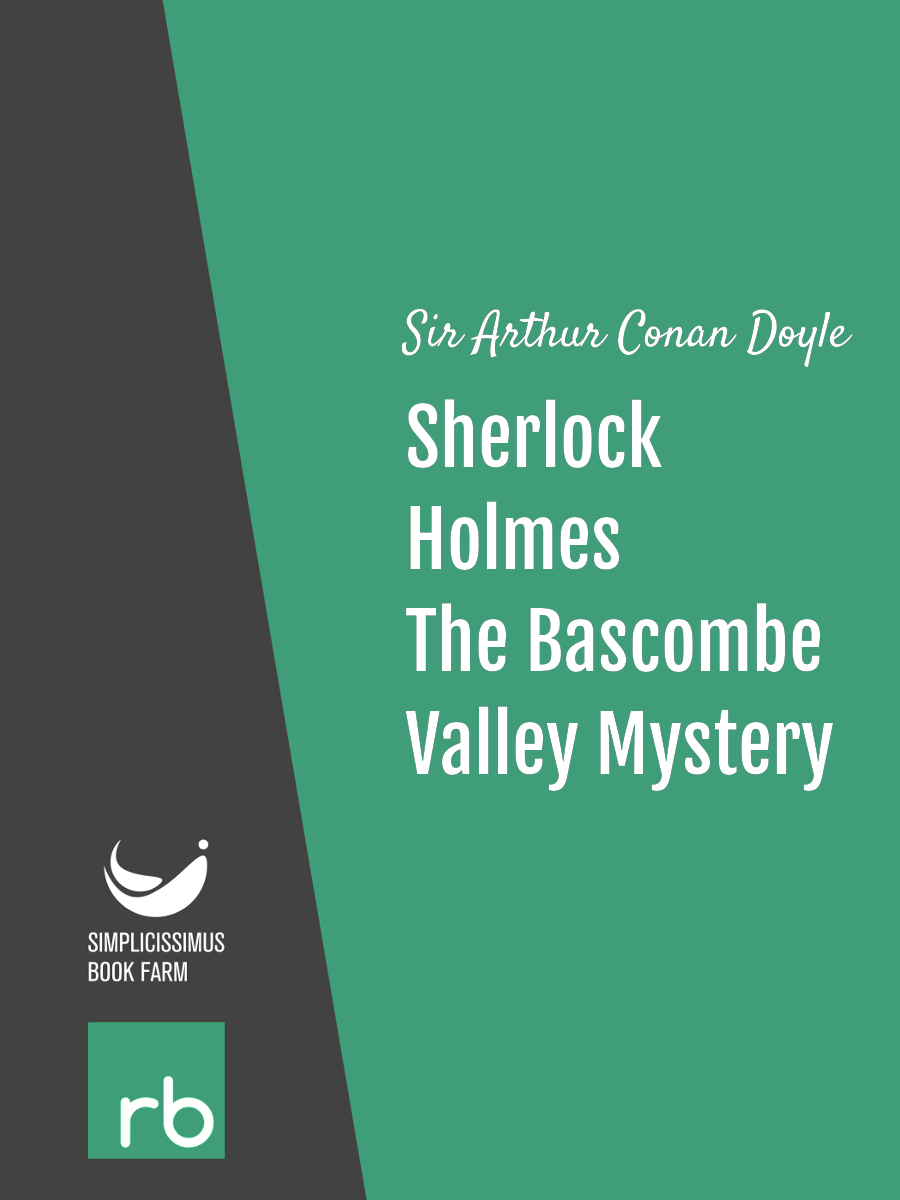 Sir Arthur Conan Doyle
Sherlock
Holmes
The Bascombe
Valley Mystery
SIMPLICISSIMUS
BOOK FARM
rb